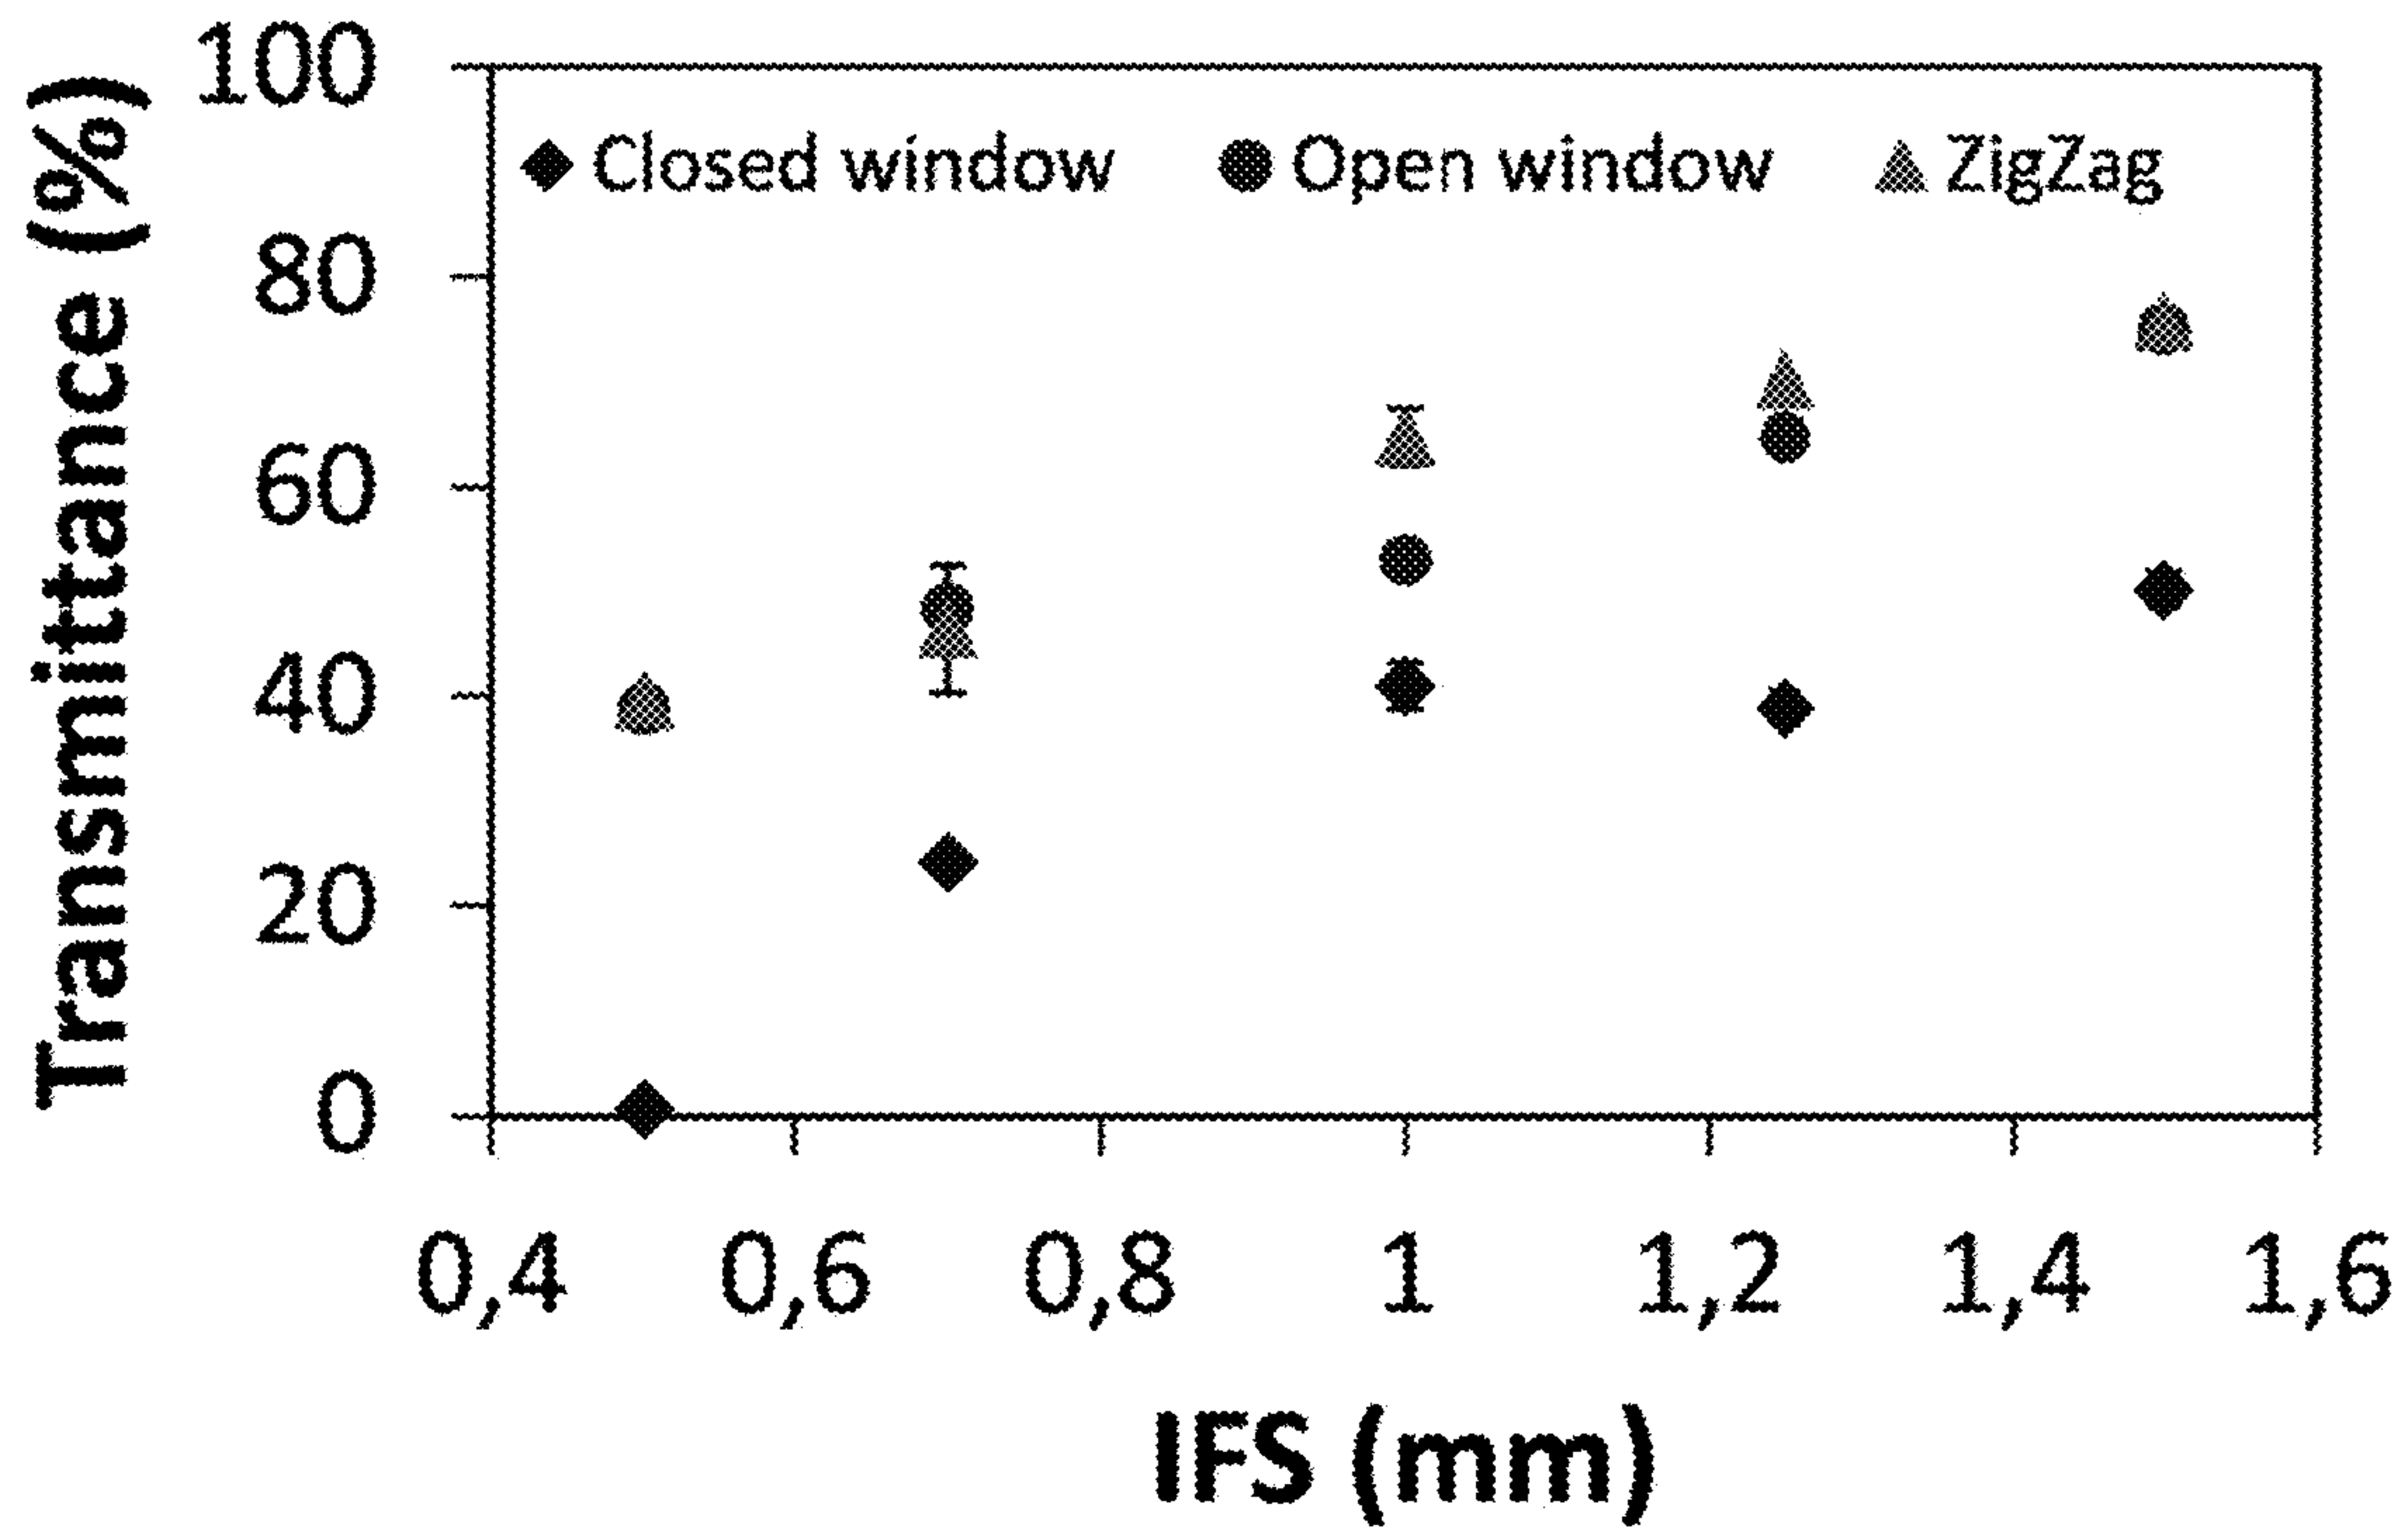 Transmittance (%)
100
80
60
40
20
0
Closed window Open window ZigZag
0,4 0,6 0,8 1 1,2 1,4 1,6
IFS (mm)